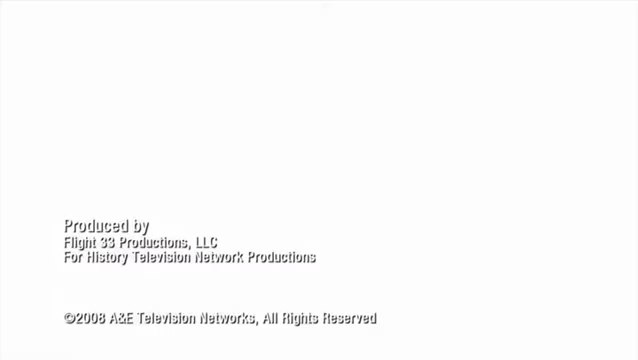 Produced by
Flight 33 Productions, LLC
For History Television Network Productions
©2008 A&E Television Networks, All Rights Reserved